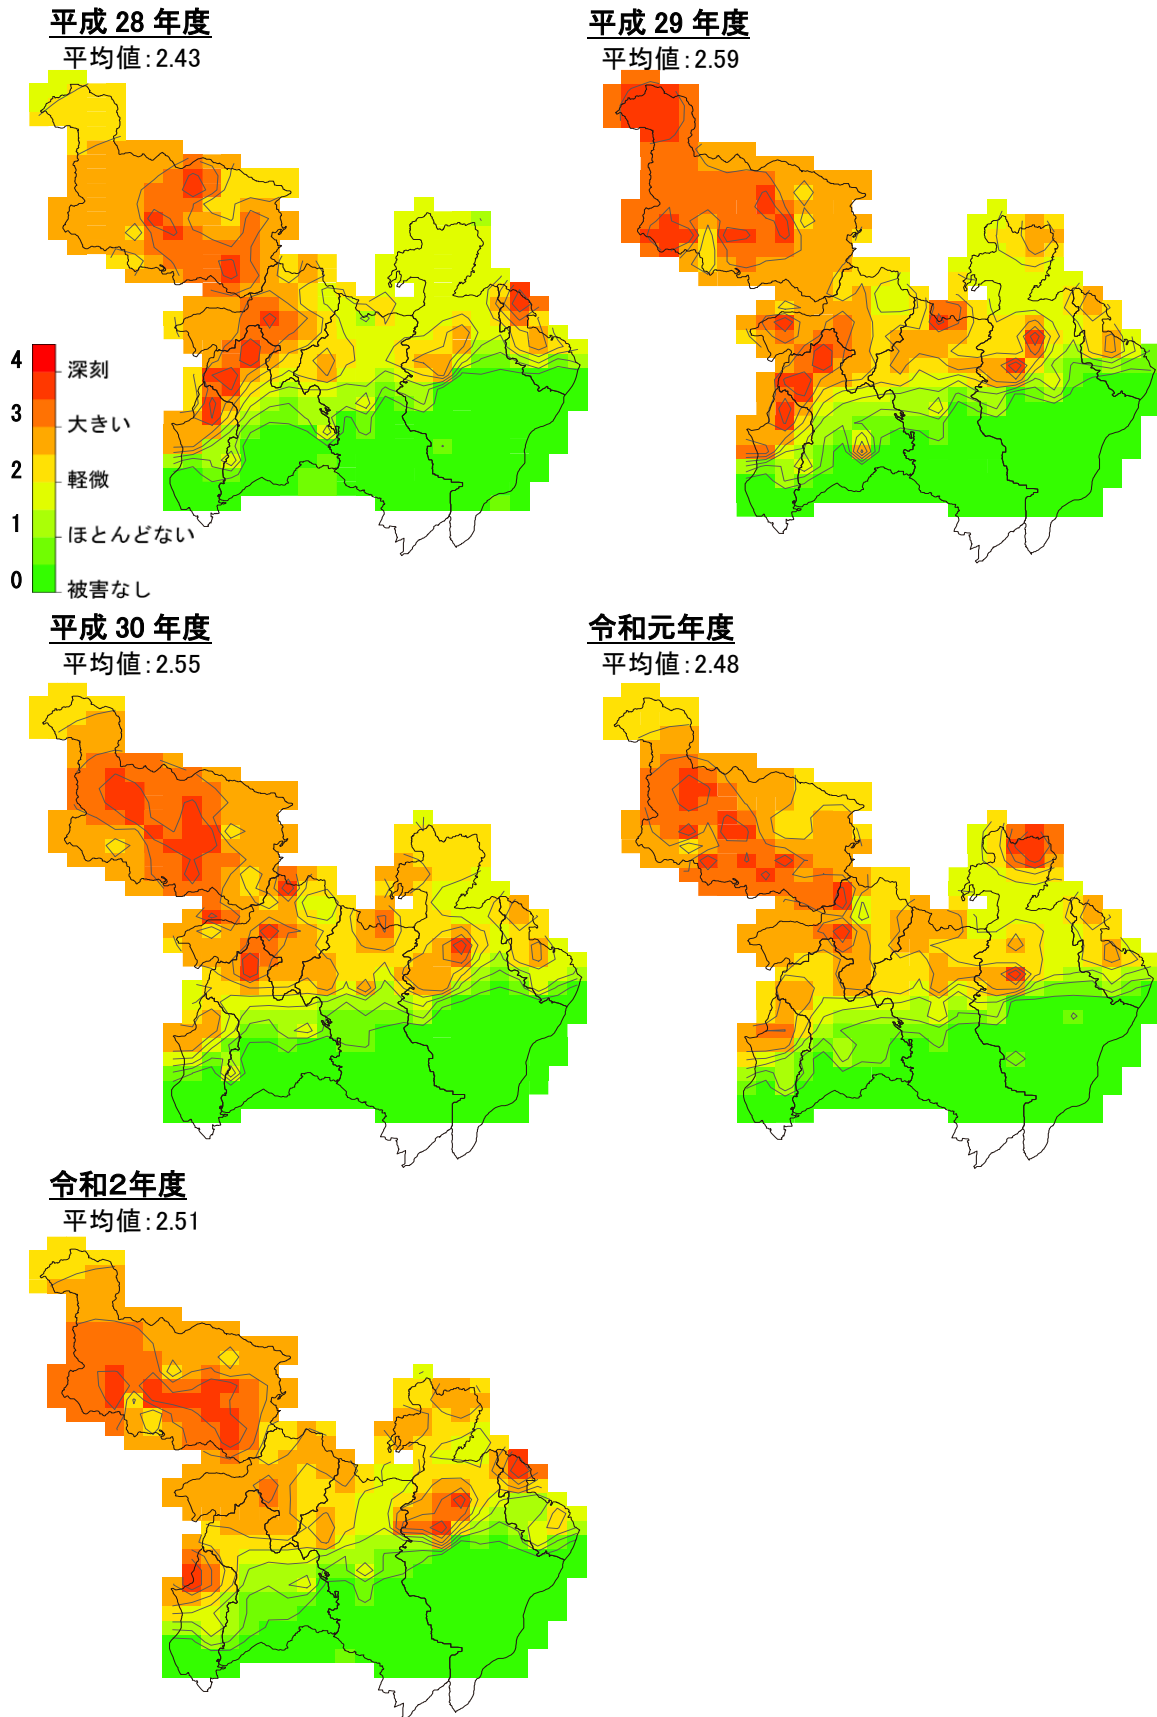 平成 28 年度
平均値:2.43
平成 29 年度
平均値:2.59
4
深刻
3
大きい
2
軽微
1
ほとんどない
0
被害なし
平成 30 年度
平均値:2.55
令和元年度
平均値:2.48
令和2年度
平均値:2.51